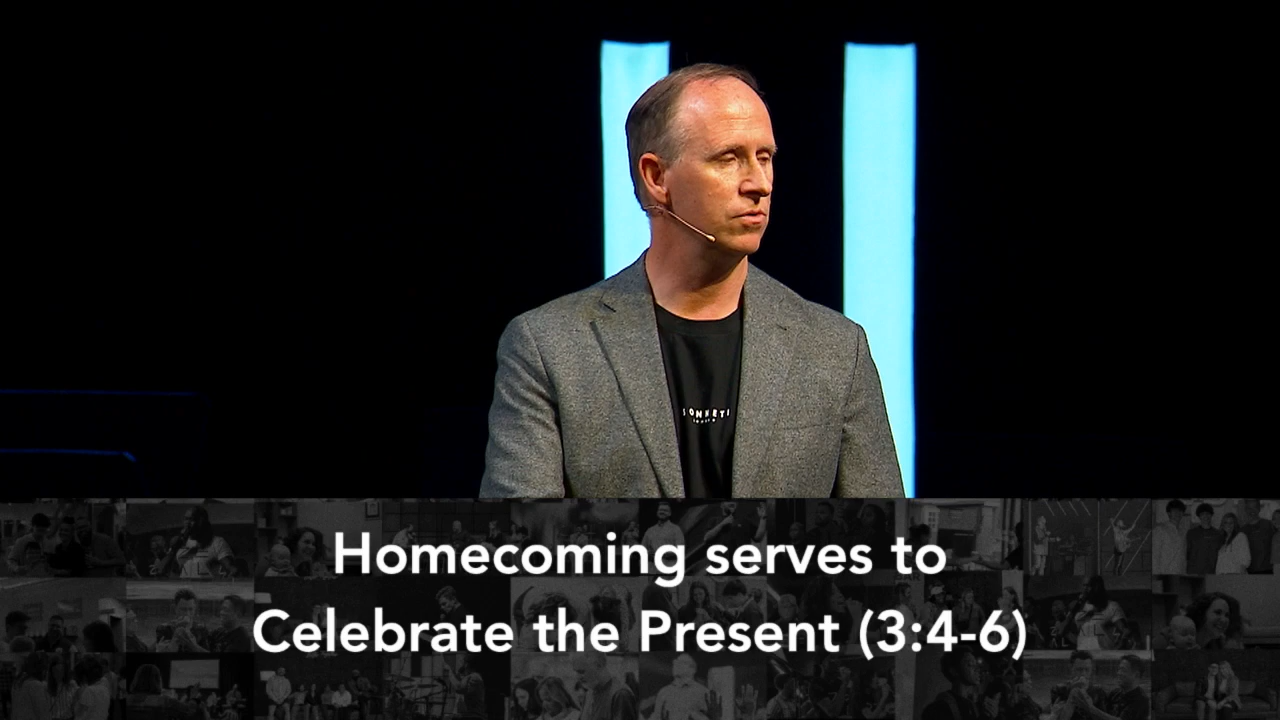 Homecoming serves to
Celebrate the Present (3:4-6)